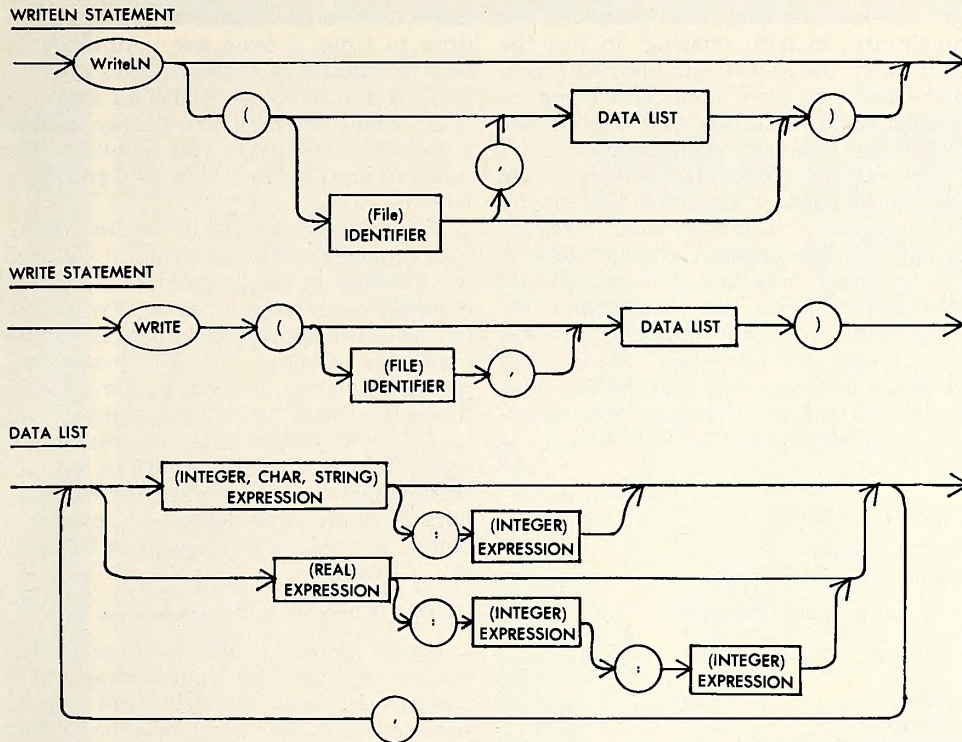 WRITELN STATEMENT
WriteLN
(
DATA LIST
)
,
(File)
IDENTIFIER
WRITE STATEMENT
WRITE
(
DATA LIST
)
(FILE)
IDENTIFIER
,
DATA LIST
(INTEGER, CHAR, STRING)
EXPRESSION
:
(INTEGER)
EXPRESSION
(REAL)
EXPRESSION
:
(INTEGER)
EXPRESSION
:
(INTEGER)
EXPRESSION
,